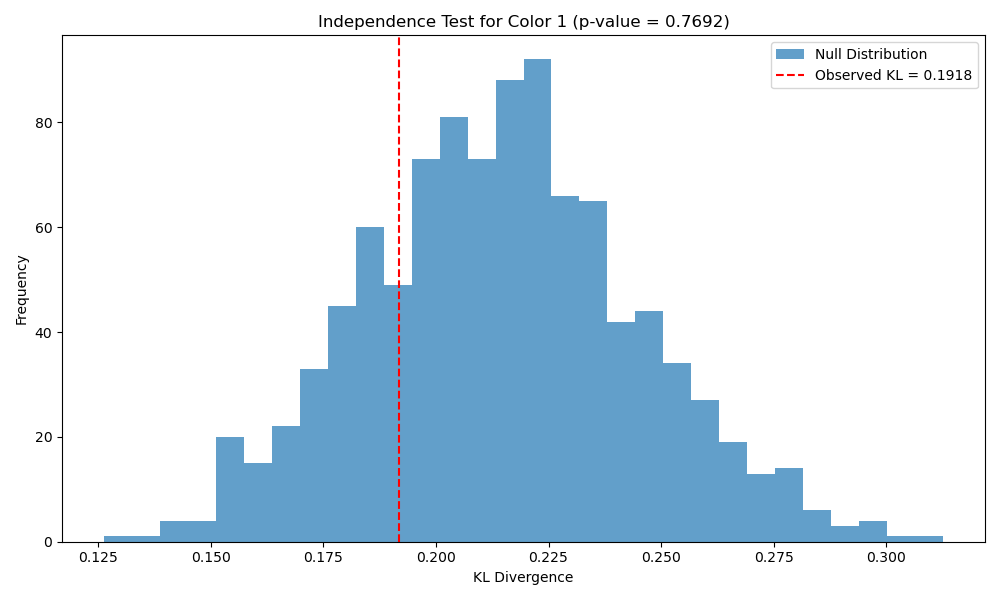 Independence Test for Color 1 (p-value = 0.7692)
Null Distribution
Observed KL = 0.1918
Frequency
80
60
40
20
0
0.125 0.150 0.175 0.200 0.225 0.250 0.275 0.300
KL Divergence